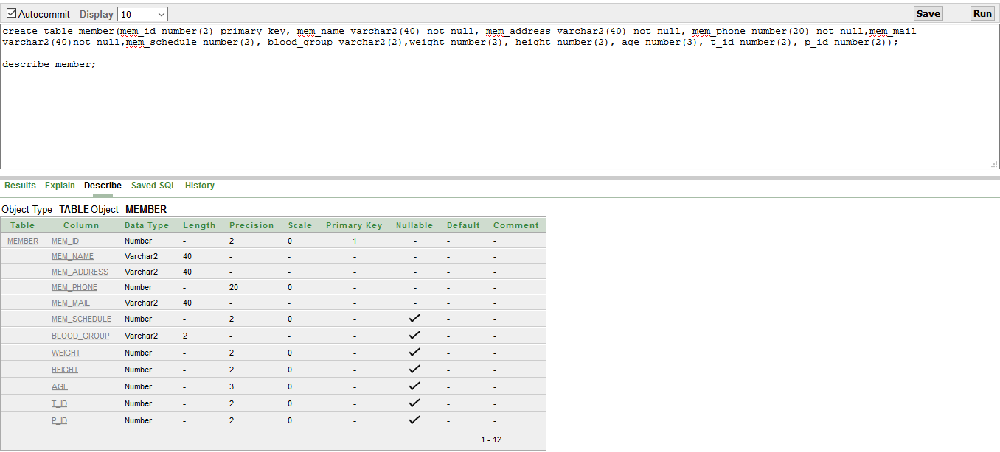 Autocommit Display 10 Save Run
create table member(mem_id number(2) primary key, mem_name varchar2(40) not null, mem_address varchar2(40) not null, mem_phone number(20) not null,mem_mail
varchar2(40)not null,mem_schedule number(2), blood_group varchar2(2),weight number(2), height number(2), age number(3), t_id number(2), p_id number(2));
describe member;
Results Explain Describe Saved SQL History
Object Type TABLE Object MEMBER
Table Column Data Type Length Precision Scale Primary Key Nullable Default Comment
MEMBER MEM_ID Number - 2 0 1 - - -
MEM_NAME Varchar2 40 - - - - - -
MEM_ADDRESS Varchar2 40 - - - - - -
MEM_PHONE Number - 20 0 - - - -
MEM_MAIL Varchar2 40 - - - - - -
MEM_SCHEDULE Number - 2 0 - ✓ - -
BLOOD_GROUP Varchar2 2 - - - ✓ - -
WEIGHT Number - 2 0 - ✓ - -
HEIGHT Number - 2 0 - ✓ - -
AGE Number - 3 0 - ✓ - -
T_ID Number - 2 0 - ✓ - -
P_ID Number - 2 0 - ✓ - -
1 - 12